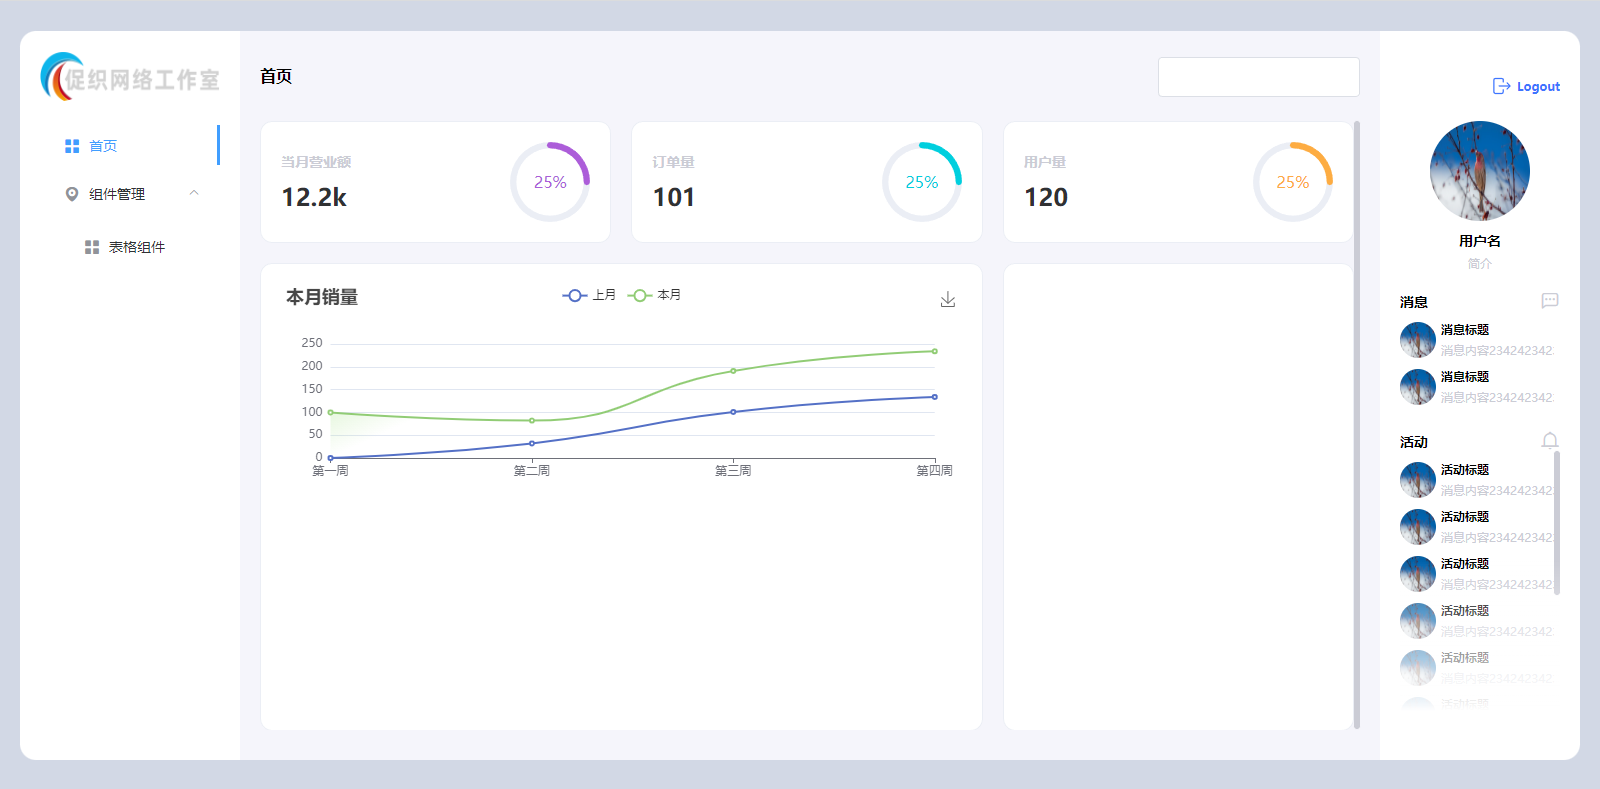 促织网络工作室
首页
组件管理
表格组件
首页
当月营业额
12.2k
25%
订单量
101
25%
用户量
120
25%
本月销量
上月
本月
250
200
150
100
50
0
第一周
第二周
第三周
第四周
Logout
用户名
简介
消息
消息标题
消息内容234242342
消息标题
消息内容234242342
活动
活动标题
消息内容234242342
活动标题
消息内容234242342
活动标题
消息内容234242342
活动标题
消息内容234242342
活动标题
消息内容234242342
活动标题